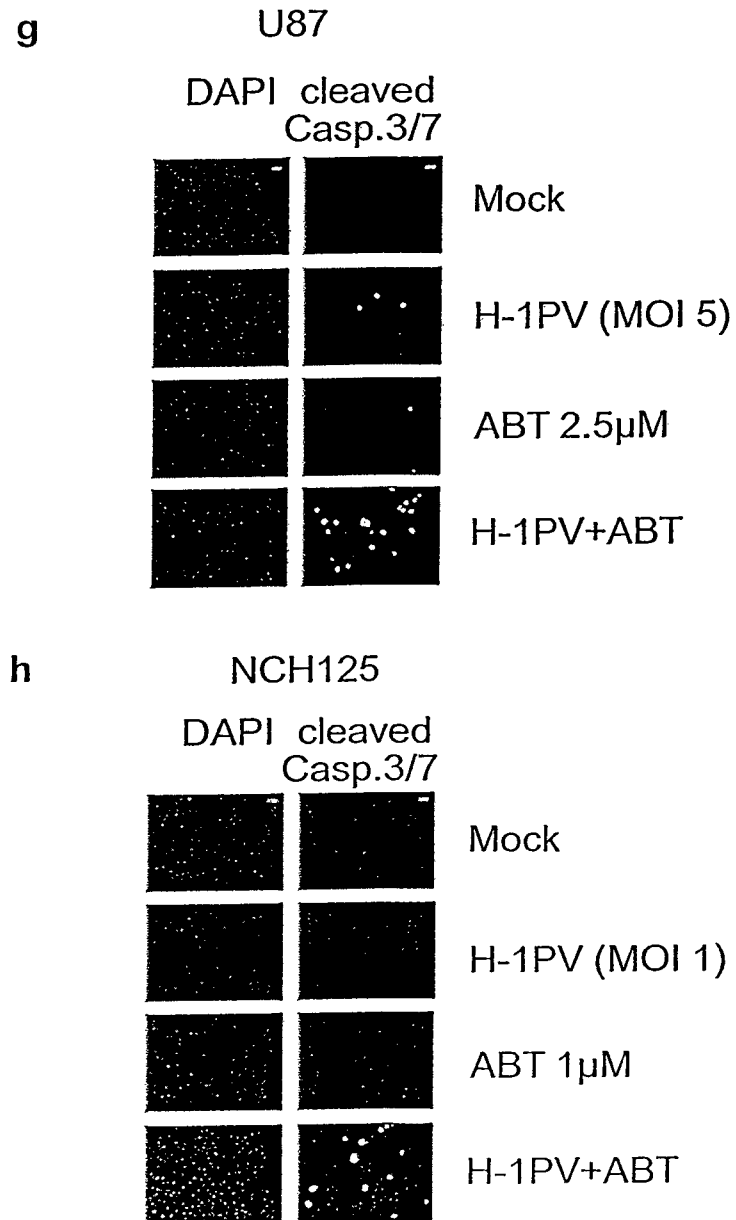 g
U87
DAPI cleaved
Casp.3/7
Mock
H-1PV (MOI 5)
ABT 2.5µM
H-1PV+ABT
h
NCH125
DAPI cleaved
Casp.3/7
Mock
H-1PV (MOI 1)
ABT 1µM
H-1PV+ABT